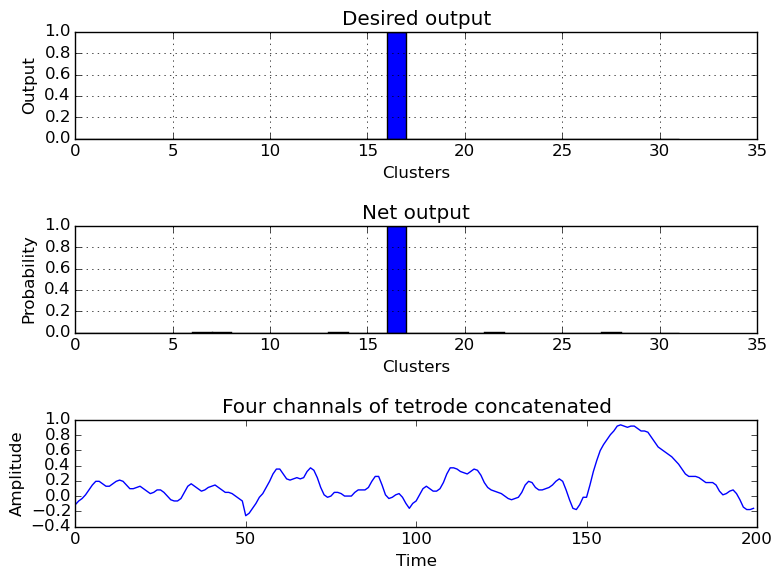 Desired output
1.0
0.8
0.6
0.4
0.2
0.0
Output
0 5 10 15 20 25 30 35
Clusters
Net output
1.0
0.8
0.6
0.4
0.2
0.0
Probability
0 5 10 15 20 25 30 35
Clusters
Four channals of tetrode concatenated
1.0
0.8
0.6
0.4
0.2
0.0
−0.2
−0.4
Amplitude
0 50 100 150 200
Time